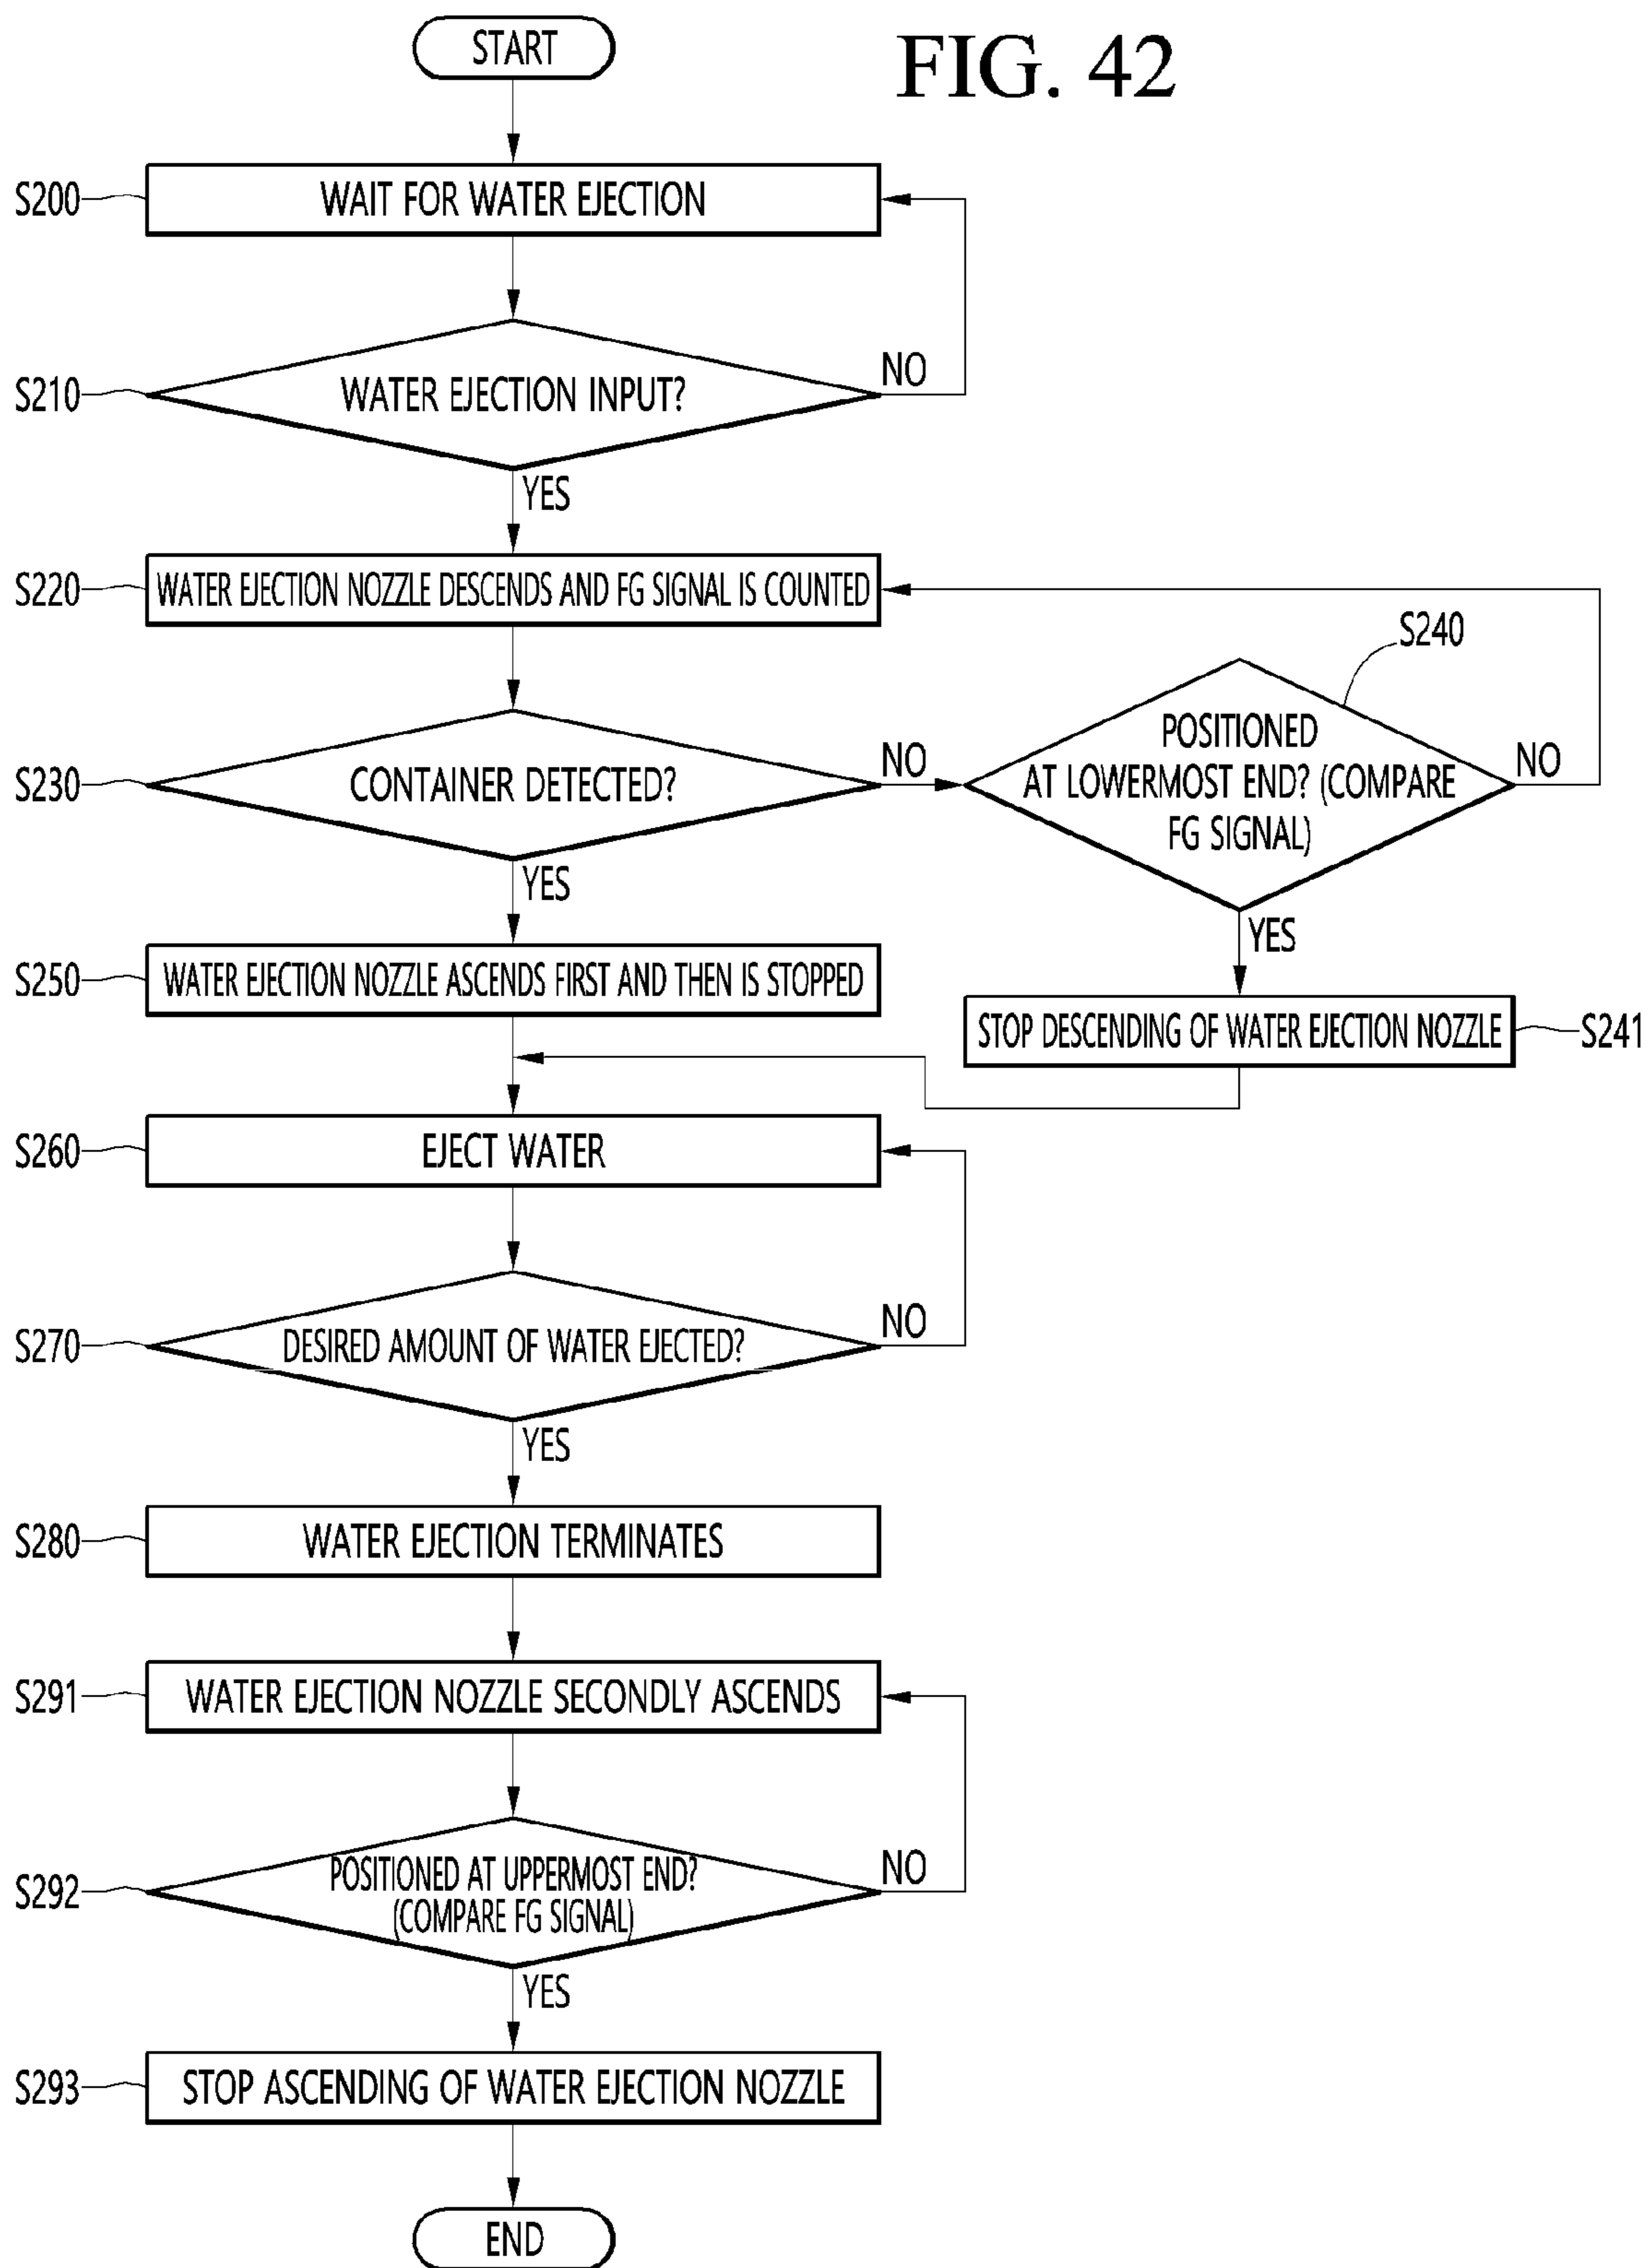 FIG. 42
START
S200
WAIT FOR WATER EJECTION
S210
WATER EJECTION INPUT?
NO
YES
S220
WATER EJECTION NOZZLE DESCENDS AND FG SIGNAL IS COUNTED
S230
CONTAINER DETECTED?
NO
YES
S240
POSITIONED
AT LOWERMOST END? (COMPARE
FG SIGNAL)
NO
YES
S250
WATER EJECTION NOZZLE ASCENDS FIRST AND THEN IS STOPPED
STOP DESCENDING OF WATER EJECTION NOZZLE
S241
S260
EJECT WATER
S270
DESIRED AMOUNT OF WATER EJECTED?
NO
YES
S280
WATER EJECTION TERMINATES
S291
WATER EJECTION NOZZLE SECONDLY ASCENDS
S292
POSITIONED AT UPPERMOST END?
(COMPARE FG SIGNAL)
NO
YES
S293
STOP ASCENDING OF WATER EJECTION NOZZLE
END